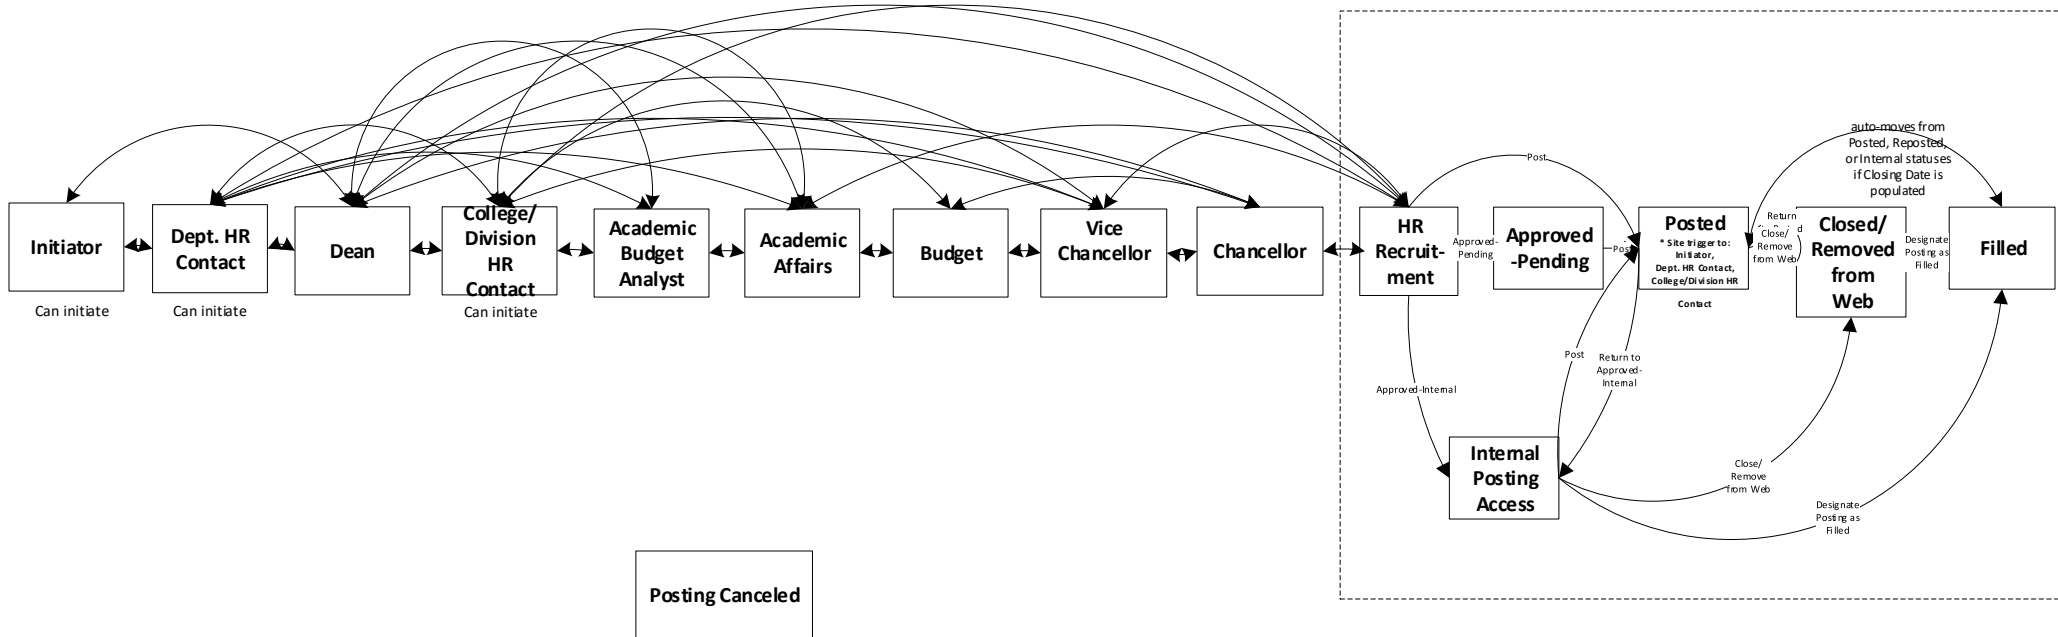 Initiator
Can initiate
Dept. HR
Contact
Can initiate
Dean
College/
Division
HR
Contact
Can initiate
Academic
Budget
Analyst
Academic
Affairs
Budget
Vice
Chancellor
Chancellor
HR
Recruit-
ment
Approved-
Pending
Post
Approved
-Pending
Post
Posted
* Site trigger to:
Initiator,
Dept. HR Contact,
College/Division HR
Contact
Return
Close/
Remove
from Web
auto-moves from
Posted, Reposted,
or Internal statuses
if Closing Date is
populated
Closed/
Removed
from
Web
Designate
Posting as
Filled
Filled
Approved-Internal
Post
Return to
Approved-
Internal
Internal
Posting
Access
Close/
Remove
from Web
Designate
Posting as
Filled
Posting Canceled